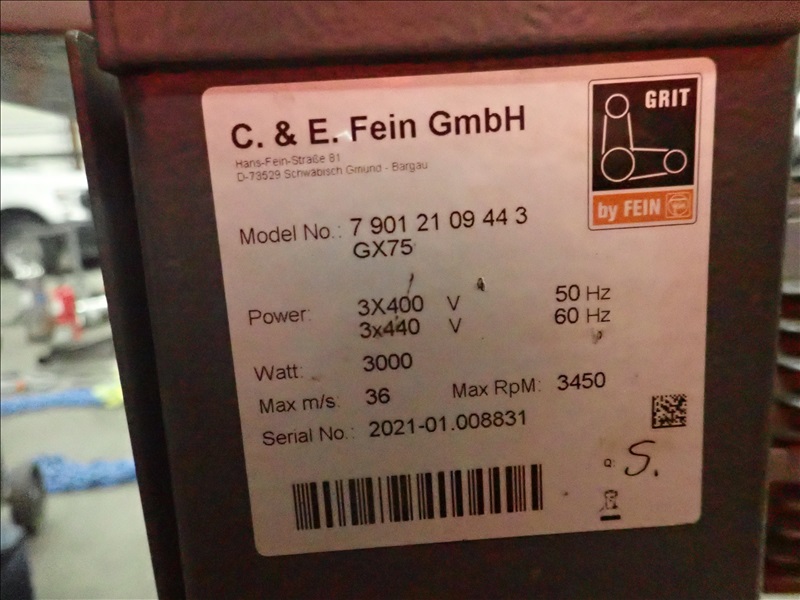 C. & E. Fein GmbH
Hans-Fein-Straße 81
D-73529 Schwäbisch Gmünd - Bargau
GRIT
by FEIN
Model No.: 7 901 21 09 44 3
GX75
Power: 3X400 V 50 Hz
3x440 V 60 Hz
Watt: 3000
Max m/s: 36 Max RpM: 3450
Serial No.: 2021-01.008831
Q: S.